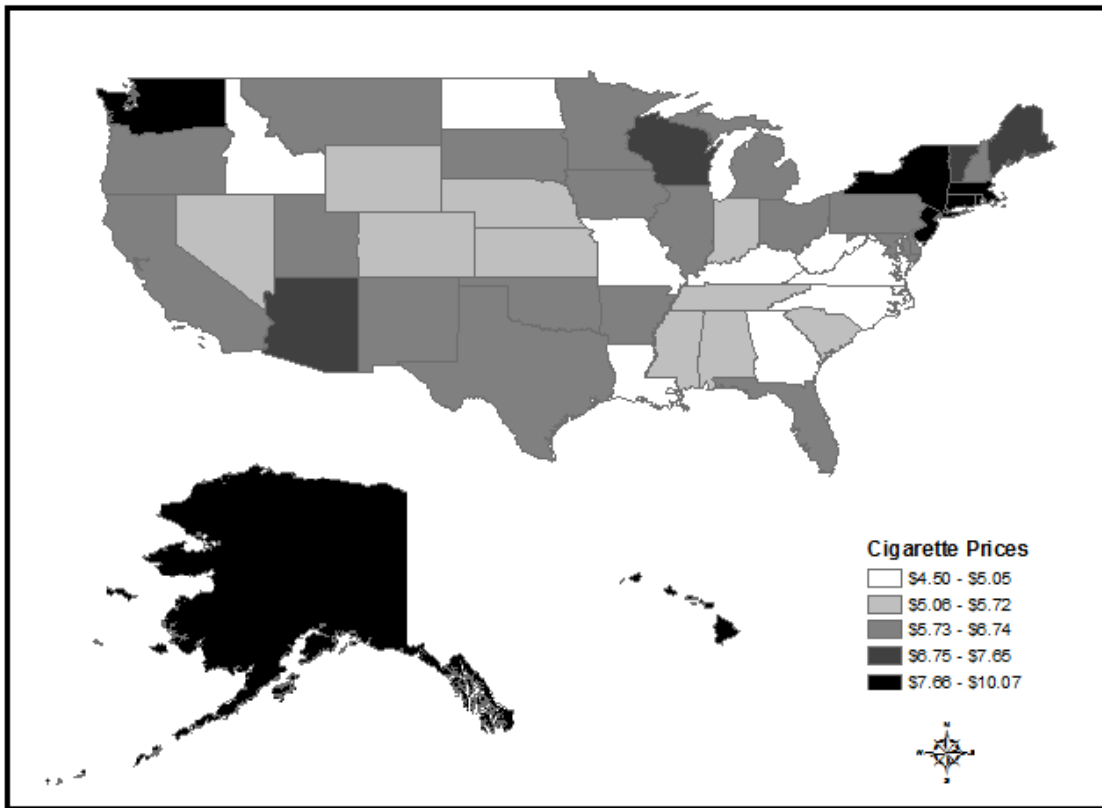 Cigarette Prices
$4.50 - $5.05
$5.06 - $5.72
$5.73 - $6.74
$6.75 - $7.65
$7.66 - $10.07
N